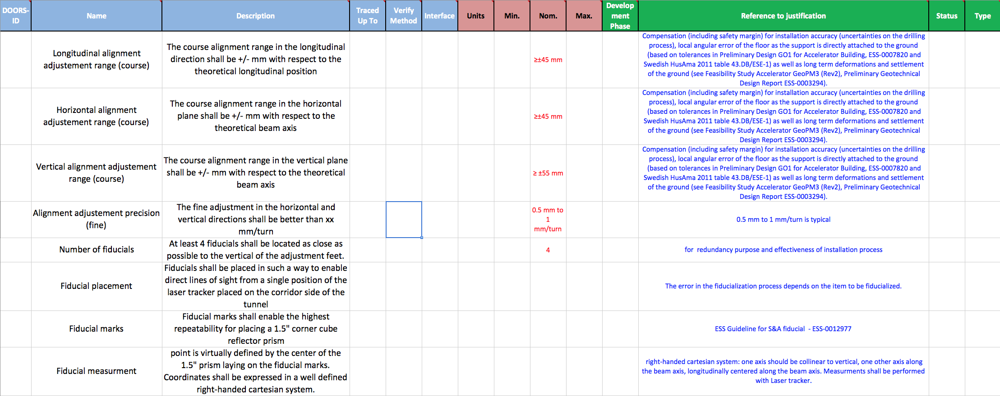 DOORS-
ID
Name
Description
Traced
Up To
Verify
Method
Interface
Units
Min.
Nom.
Max.
Develop
ment
Phase
Reference to justification
Status
Type
Longitudinal alignment
adjustement range (course)
The course alignment range in the longitudinal
direction shall be +/- mm with respect to the
theoretical longitudinal position
≥±45 mm
Compensation (including safety margin) for installation accuracy (uncertainties on the drilling
process), local angular error of the floor as the support is directly attached to the ground
(based on tolerances in Preliminary Design GO1 for Accelerator Building, ESS-0007820 and
Swedish HusAma 2011 table 43.DB/ESE-1) as well as long term deformations and settlement
of the ground (see Feasibility Study Accelerator GeoPM3 (Rev2), Preliminary Geotechnical
Design Report ESS-0003294).
Horizontal alignment
adjustement range (course)
The course alignment range in the horizontal
plane shall be +/- mm with respect to the
theoretical beam axis
≥±45 mm
Compensation (including safety margin) for installation accuracy (uncertainties on the drilling
process), local angular error of the floor as the support is directly attached to the ground
(based on tolerances in Preliminary Design GO1 for Accelerator Building, ESS-0007820 and
Swedish HusAma 2011 table 43.DB/ESE-1) as well as long term deformations and settlement
of the ground (see Feasibility Study Accelerator GeoPM3 (Rev2), Preliminary Geotechnical
Design Report ESS-0003294).
Vertical alignment adjustement
range (course)
The course alignment range in the vertical plane
shall be +/- mm with respect to the theoretical
beam axis
≥ ±55 mm
Compensation (including safety margin) for installation accuracy (uncertainties on the drilling
process), local angular error of the floor as the support is directly attached to the ground
(based on tolerances in Preliminary Design GO1 for Accelerator Building, ESS-0007820 and
Swedish HusAma 2011 table 43.DB/ESE-1) as well as long term deformations and settlement
of the ground (see Feasibility Study Accelerator GeoPM3 (Rev2), Preliminary Geotechnical
Design Report ESS-0003294).
Alignment adjustement precision
(fine)
The fine adjustment in the horizontal and
vertical directions shall be better than xx
mm/turn
0.5 mm to
1
mm/turn
0.5 mm to 1 mm/turn is typical
Number of fiducials
At least 4 fiducials shall be located as close as
possible to the vertical of the adjustment feet.
4
for  redundancy purpose and effectiveness of installation process
Fiducial placement
Fiducials shall be placed in such a way to enable
direct lines of sight from a single position of the
laser tracker placed on the corridor side of the
tunnel
The error in the fiducialization process depends on the item to be fiducialized.
Fiducial marks
Fiducial marks shall enable the highest
repeatability for placing a 1.5" corner cube
reflector prism
ESS Guideline for S&A fiducial  - ESS-0012977
Fiducial measurment
point is virtually defined by the center of the
1.5" prism laying on the fiducial marks.
Coordinates shall be expressed in a well defined
right-handed cartesian system.
right-handed cartesian system: one axis should be collinear to vertical, one other axis along
the beam axis, longitudinally centered along the beam axis. Measurments shall be performed
with Laser tracker.